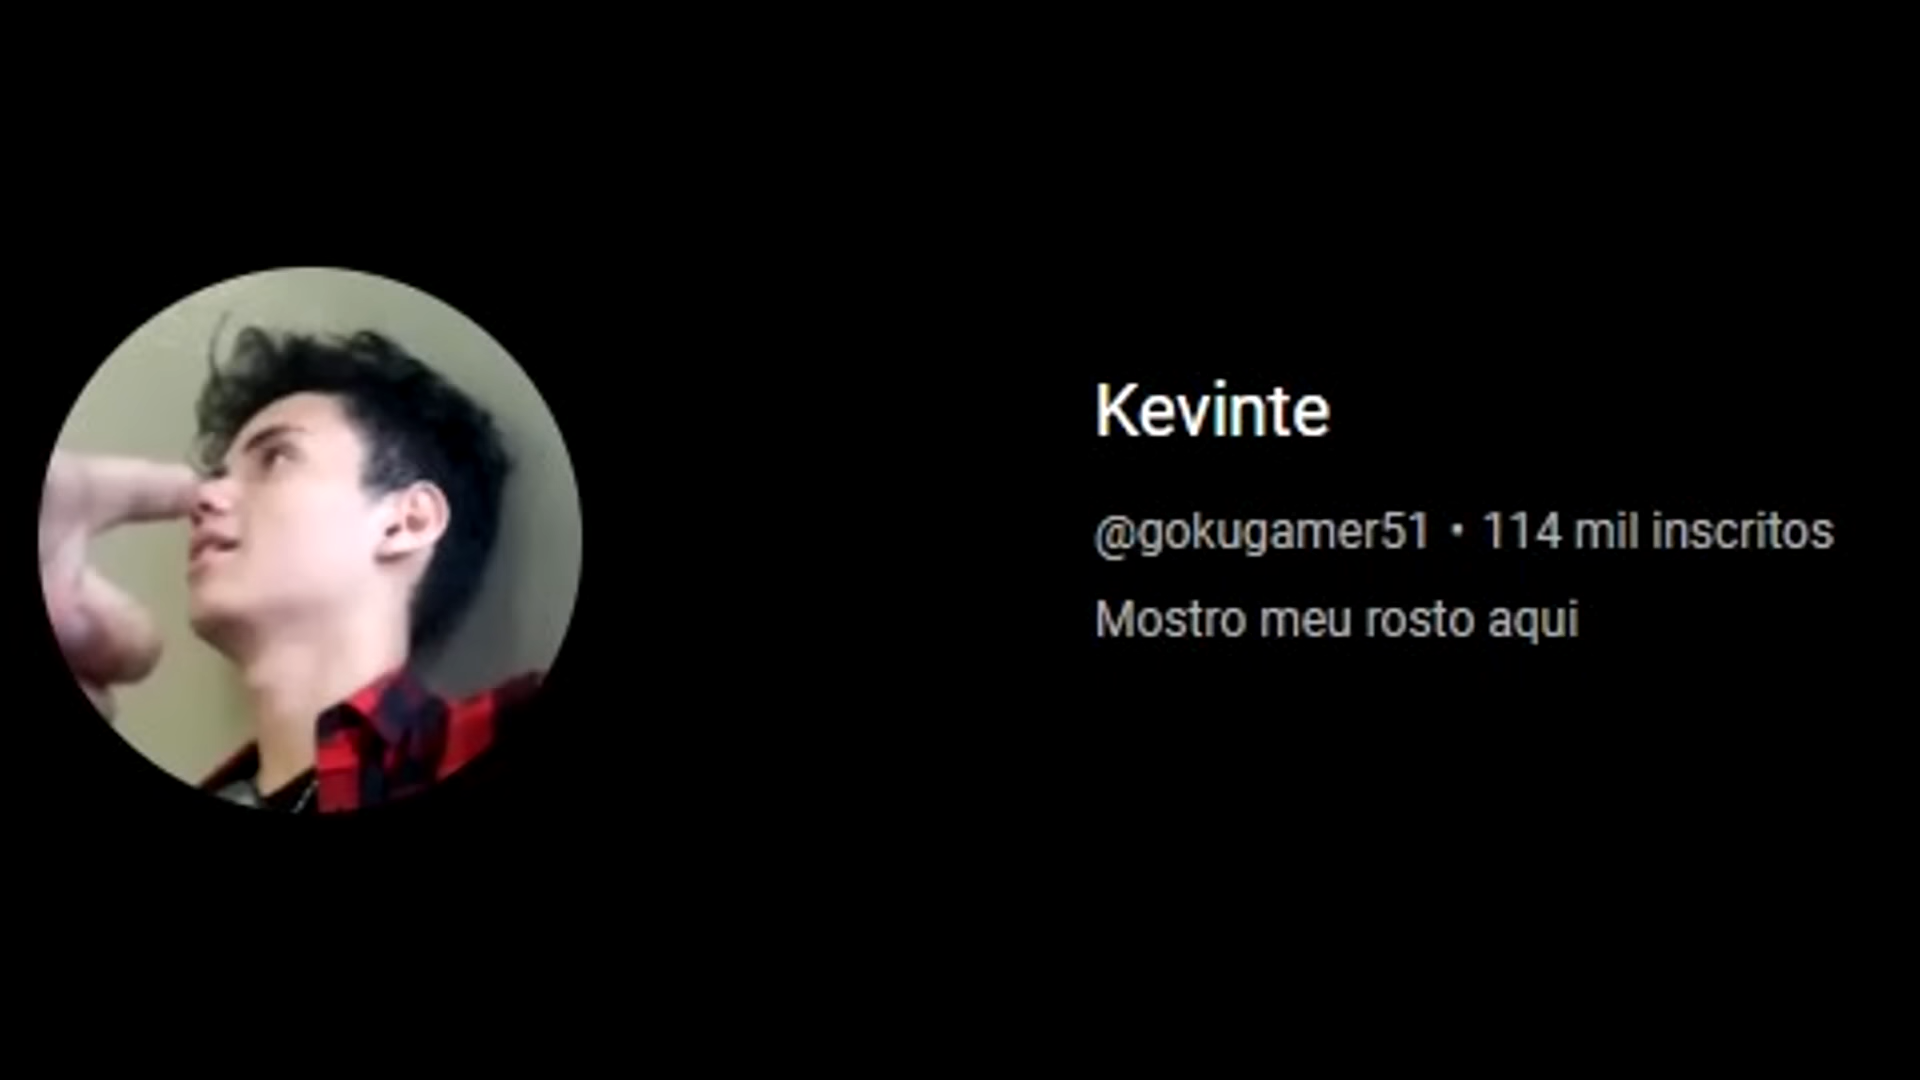 Kevinte
@gokugamer51 • 114 mil inscritos
Mostro meu rosto aqui